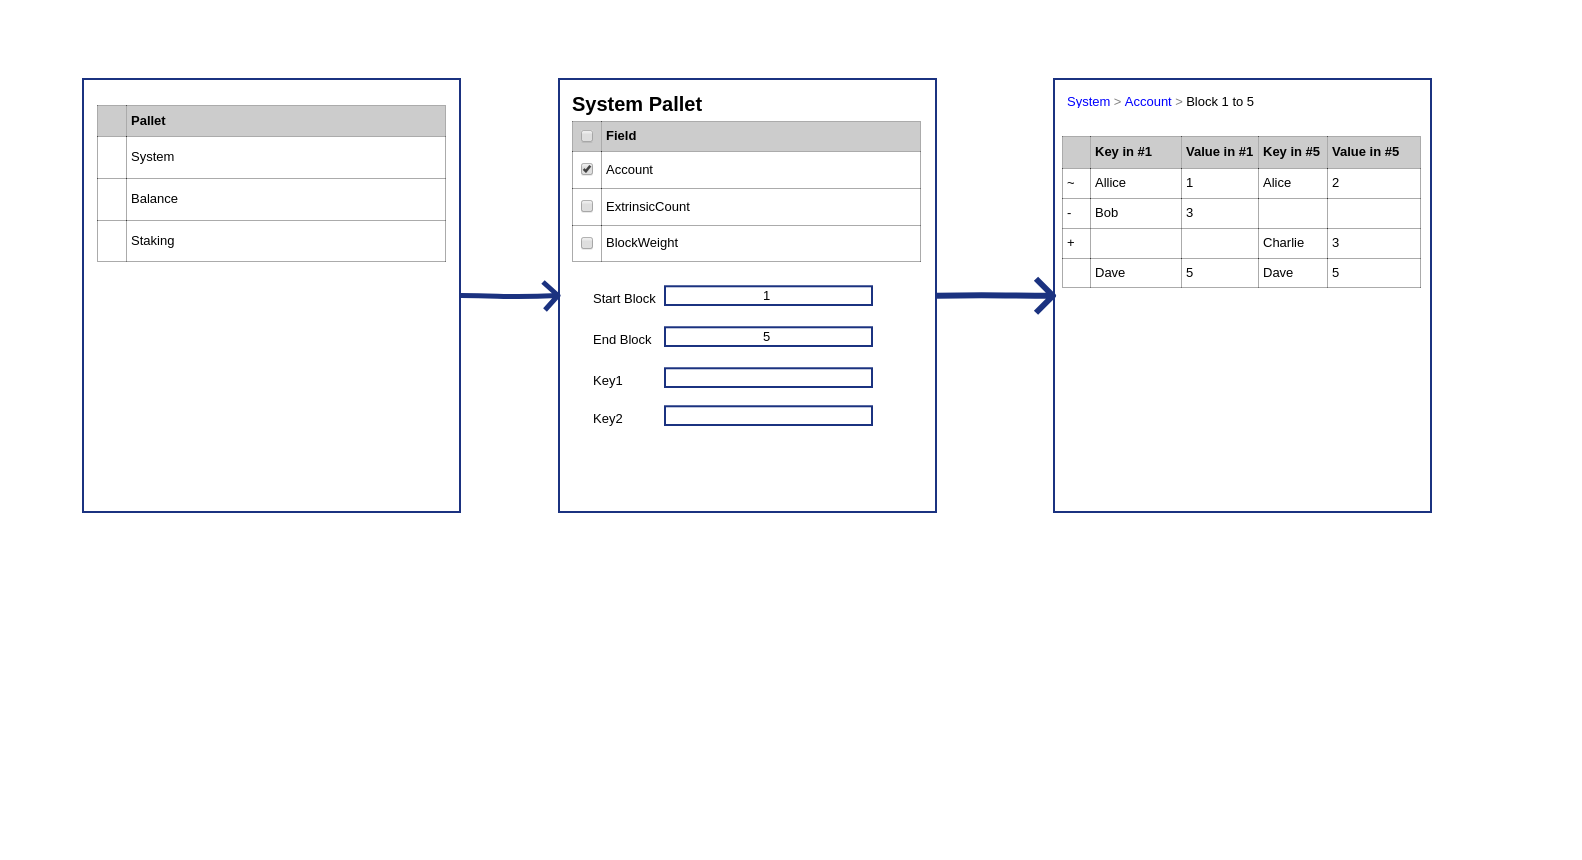 Pallet
System
Balance
Staking
System Pallet
Field
Account
ExtrinsicCount
BlockWeight
Start Block 1
End Block 5
Key1
Key2
System > Account > Block 1 to 5
Key in #1 Value in #1 Key in #5 Value in #5
~ Allice 1 Alice 2
- Bob 3
+ Charlie 3
Dave 5 Dave 5